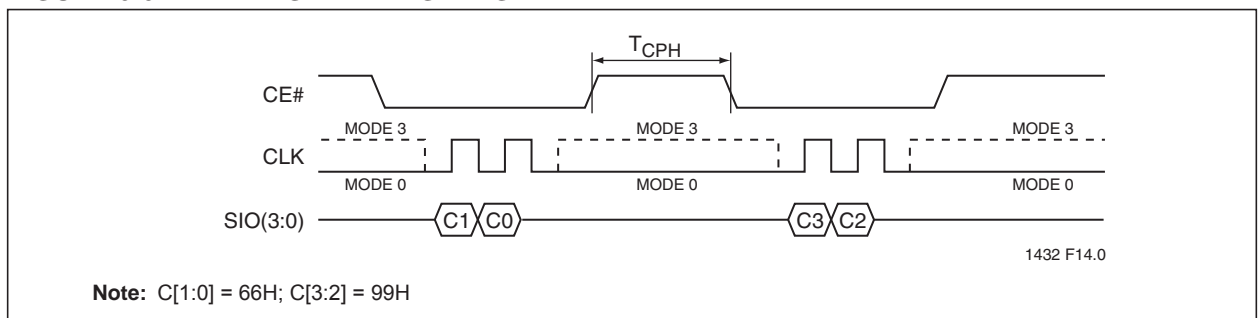 T_CPH
CE#
MODE 3 MODE 3 MODE 3
CLK
MODE 0 MODE 0 MODE 0
SIO(3:0) C1 C0 C3 C2
1432 F14.0
Note: C[1:0] = 66H; C[3:2] = 99H